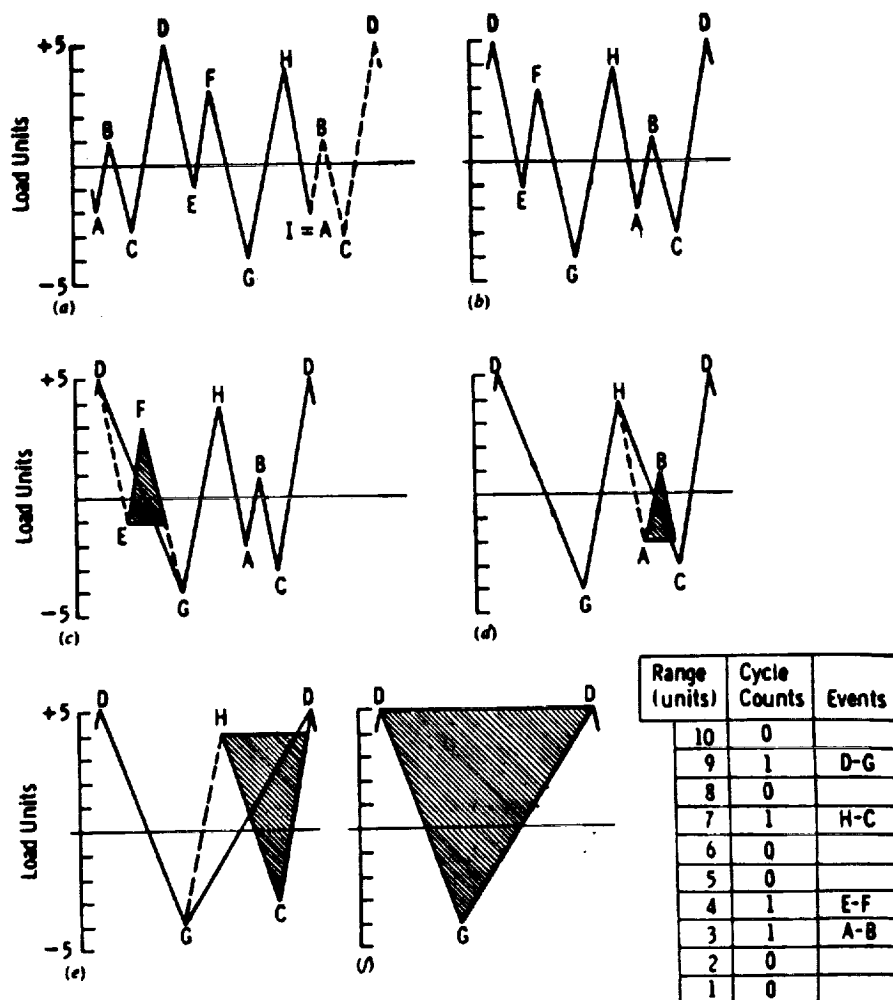 D D
+5 H H
F F
B B B
Load Units
A E I = A C E A C
C G G
-5
(a) (b)
D D D D
+5 H H
F
B B
Load Units
E A A
G C G C
-5
(c) (d)
D D D D
+5 H
Load Units
C
G G
-5
(e) (f)
Range (units) Cycle Counts Events
10 0
9 1 D-G
8 0
7 1 H-C
6 0
5 0
4 1 E-F
3 1 A-B
2 0
1 0